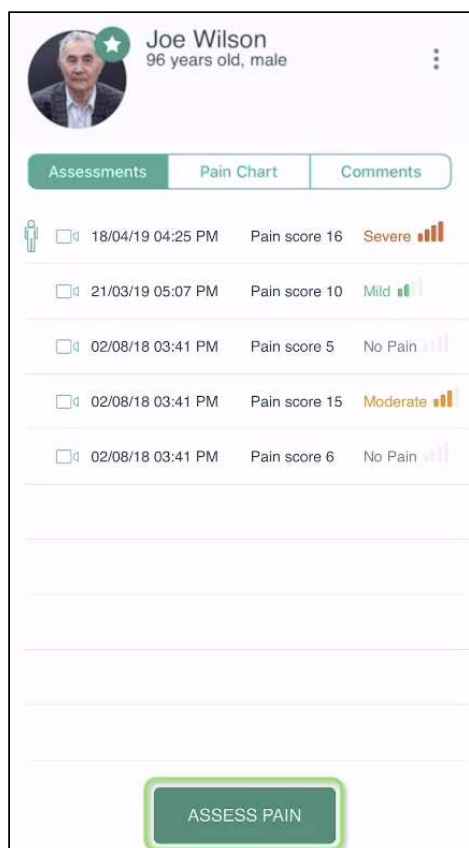 Joe Wilson
96 years old, male
Assessments Pain Chart Comments
18/04/19 04:25 PM Pain score 16 Severe
21/03/19 05:07 PM Pain score 10 Mild
02/08/18 03:41 PM Pain score 5 No Pain
02/08/18 03:41 PM Pain score 15 Moderate
02/08/18 03:41 PM Pain score 6 No Pain
ASSESS PAIN